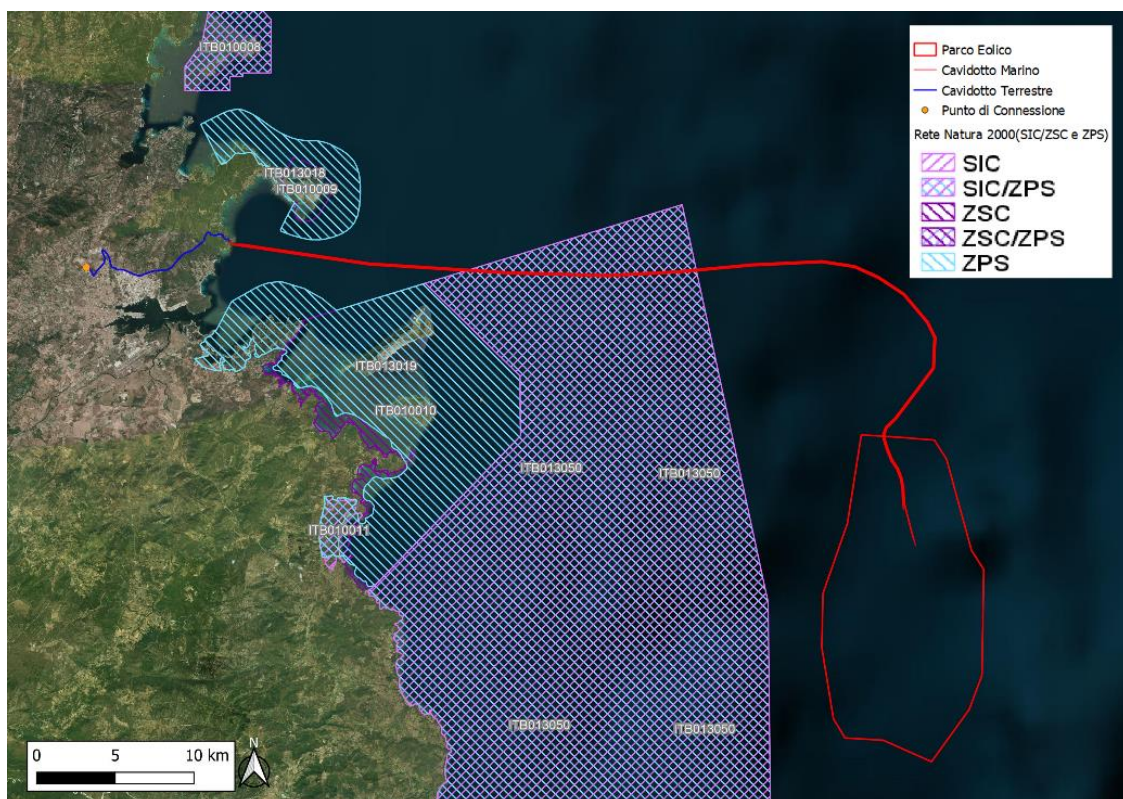 ITB010008
Parco Eolico
Cavidotto Marino
Cavidotto Terrestre
Punto di Connessione
Rete Natura 2000(SIC/ZSC e ZPS)
SIC
SIC/ZPS
ZSC
ZSC/ZPS
ZPS
ITB013018
ITB010009
ITB013019
ITB010010
ITB013050
ITB013050
ITB010011
ITB013050
ITB013050
0 5 10 km
N